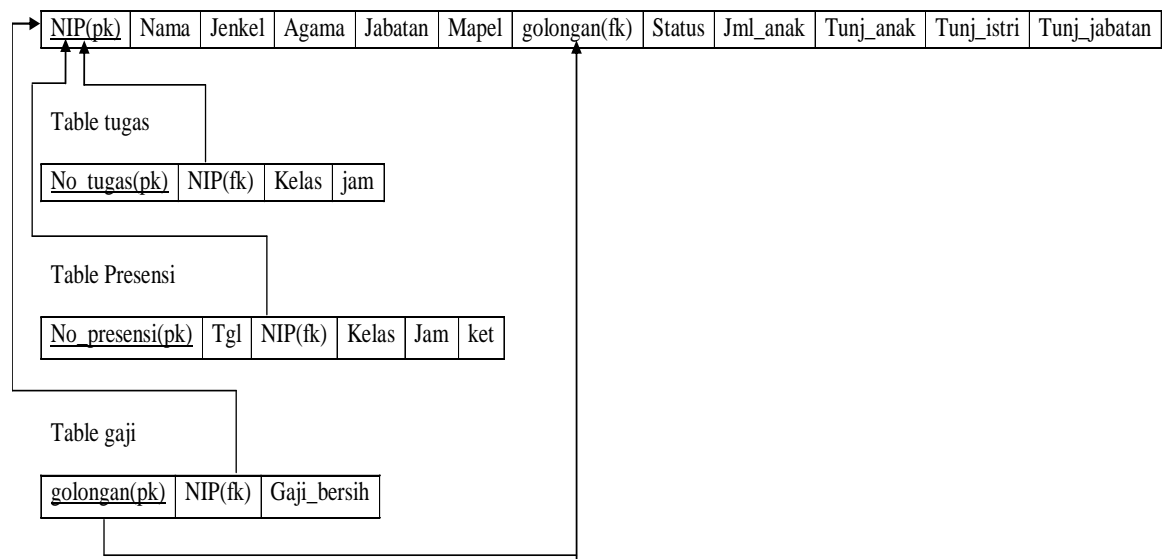 NIP(pk) Nama Jenkel Agama Jabatan Mapel golongan(fk) Status Jml_anak Tunj_anak Tunj_istri Tunj_jabatan
Table tugas
No_tugas(pk) NIP(fk) Kelas jam
Table Presensi
No_presensi(pk) Tgl NIP(fk) Kelas Jam ket
Table gaji
golongan(pk) NIP(fk) Gaji_bersih